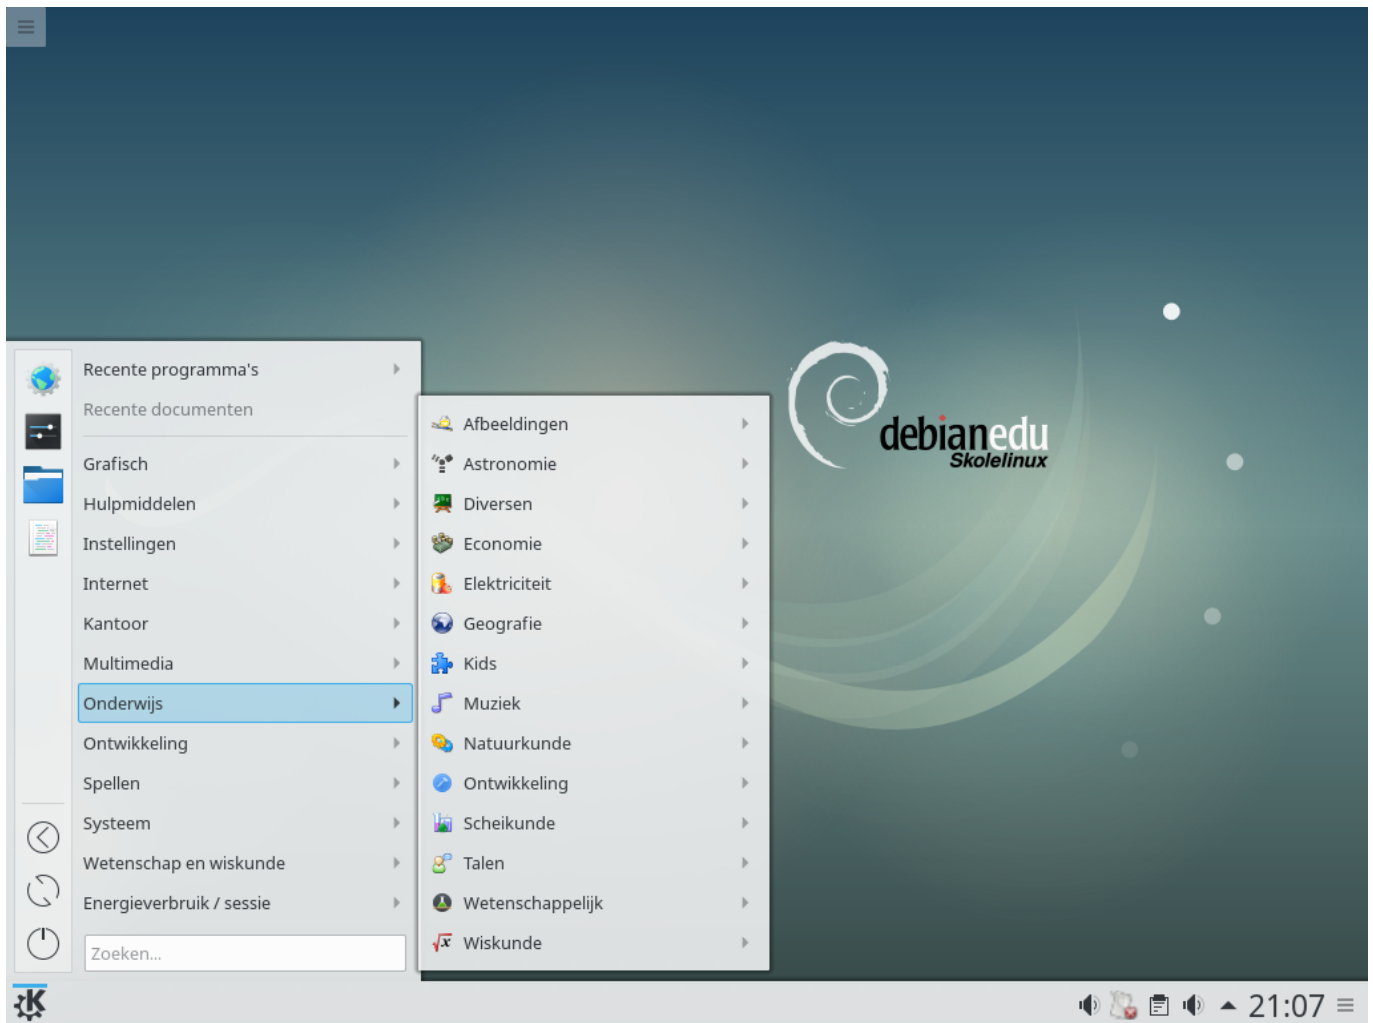 Recente programma's
Recente documenten
Grafisch
Hulpmiddelen
Instellingen
Internet
Kantoor
Multimedia
Onderwijs
Ontwikkeling
Spellen
Systeem
Wetenschap en wiskunde
Energieverbruik / sessie
Zoeken...
Afbeeldingen
Astronomie
Diversen
Economie
Elektriciteit
Geografie
Kids
Muziek
Natuurkunde
Ontwikkeling
Scheikunde
Talen
Wetenschappelijk
Wiskunde
debianedu
Skolelinux
21:07